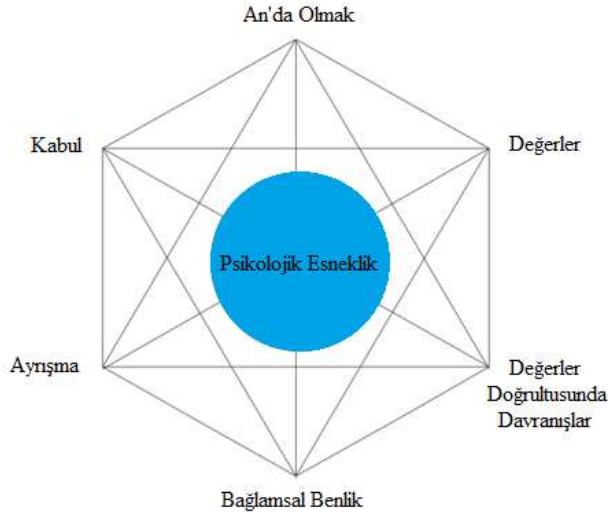 An'da Olmak
Kabul
Değerler
Psikolojik Esneklik
Ayrışma
Değerler
Doğrultusunda
Davranışlar
Bağlamsal Benlik